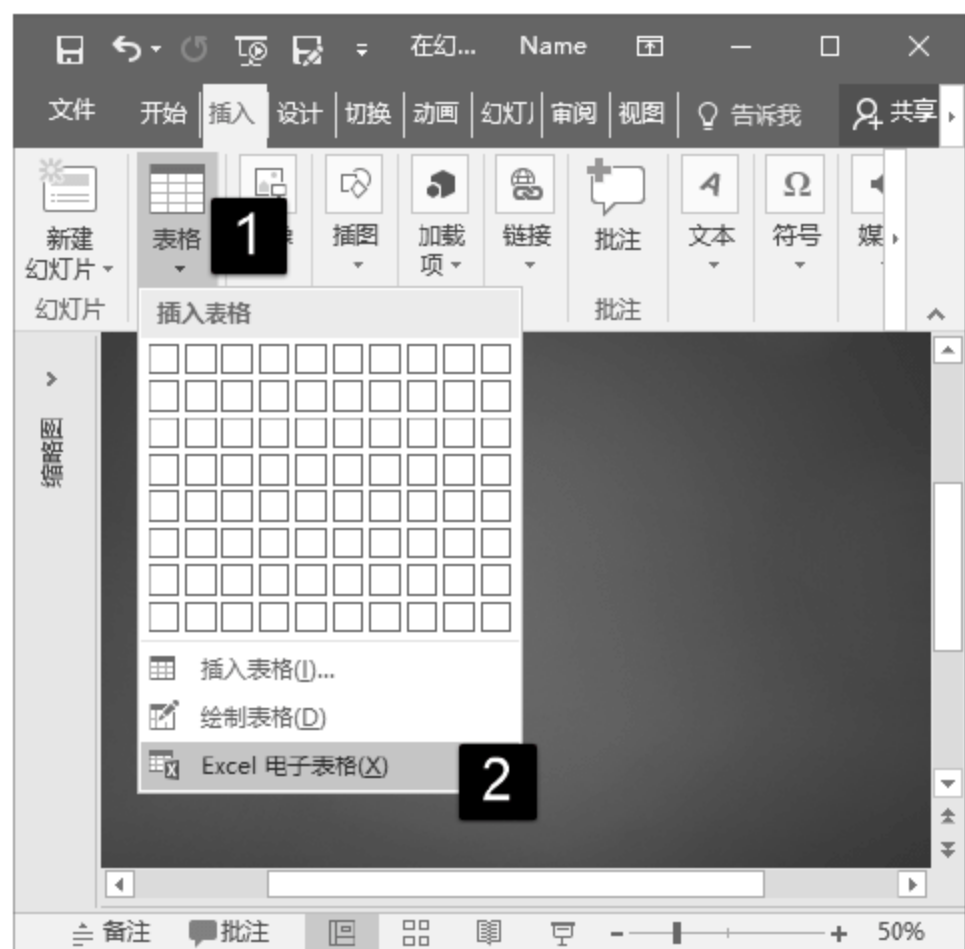 在幻... Name
文件 开始 插入 设计 切换 动画 幻灯 审阅 视图 告诉我 共享
新建
幻灯片
表格
1
插图
加载
项
链接
批注
文本
符号
媒
幻灯片
批注
插入表格
缩略图
插入表格(I)...
绘制表格(D)
Excel 电子表格(X)
2
备注 批注 50%